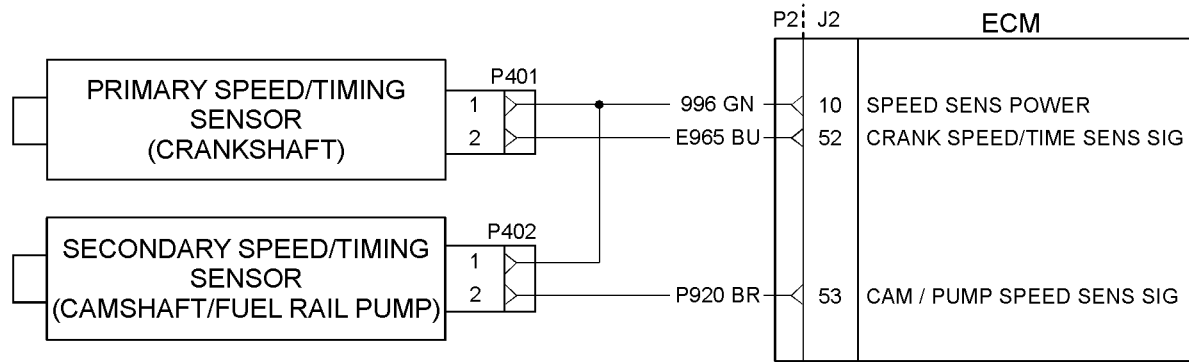 P2 J2 ECM
PRIMARY SPEED/TIMING
SENSOR
(CRANKSHAFT)
P401
1 996 GN 10 SPEED SENS POWER
2 E965 BU 52 CRANK SPEED/TIME SENS SIG
SECONDARY SPEED/TIMING
SENSOR
(CAMSHAFT/FUEL RAIL PUMP)
P402
1
2 P920 BR 53 CAM / PUMP SPEED SENS SIG